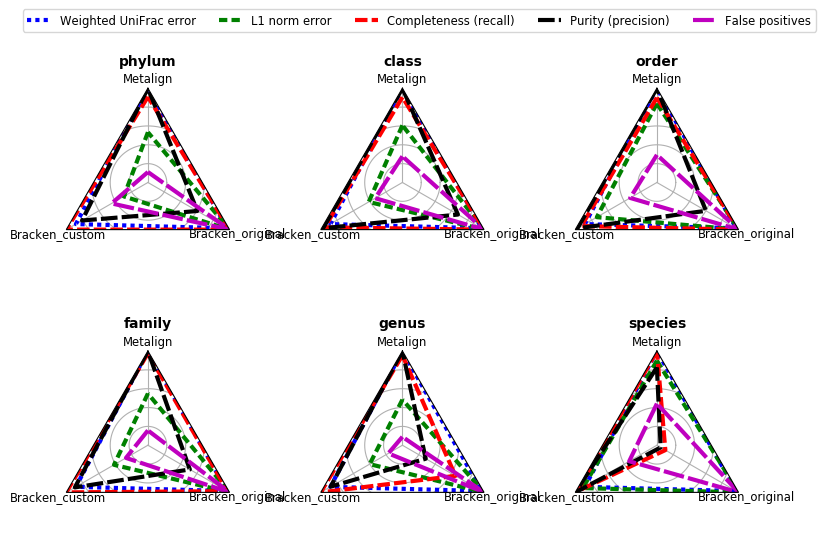 Weighted UniFrac error L1 norm error Completeness (recall) Purity (precision) False positives
phylum class order
Metalign Metalign Metalign
Bracken_custom Bracken_original Bracken_custom Bracken_original Bracken_custom Bracken_original
family genus species
Metalign Metalign Metalign
Bracken_custom Bracken_original Bracken_custom Bracken_original Bracken_custom Bracken_original